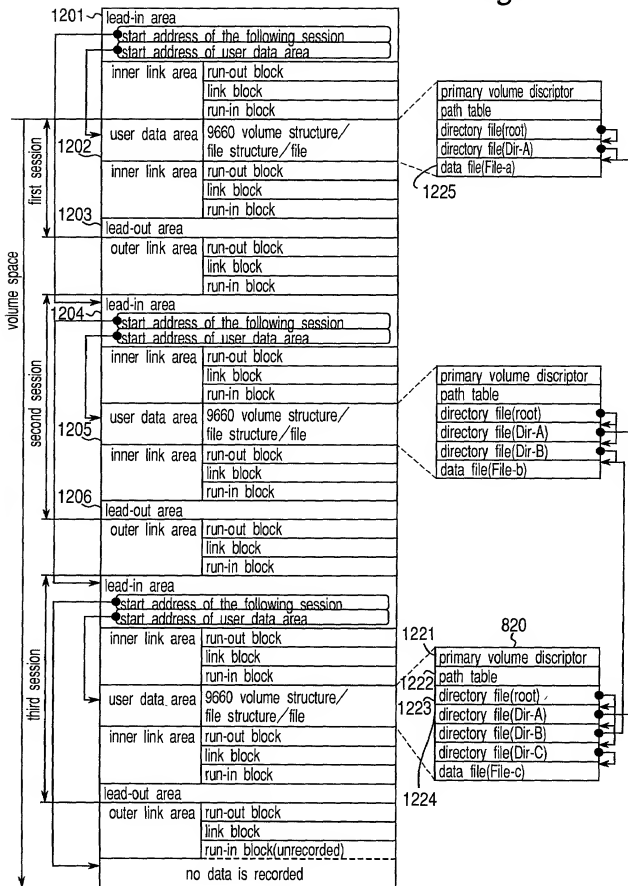 1201
lead-in area
start address of the following session
start address of user data area
inner link area
run-out block
link block
run-in block
user data area
9660 volume structure/
file structure/file
1202
inner link area
run-out block
link block
run-in block
1203
lead-out area
outer link area
run-out block
link block
run-in block
lead-in area
1204
start address of the following session
start address of user data area
inner link area
run-out block
link block
run-in block
user data area
9660 volume structure/
file structure/file
1205
inner link area
run-out block
link block
run-in block
1206
lead-out area
outer link area
run-out block
link block
run-in block
lead-in area
start address of the following session
start address of user data area
inner link area
run-out block
link block
run-in block
user data area
9660 volume structure/
file structure/file
inner link area
run-out block
link block
run-in block
lead-out area
outer link area
run-out block
link block
run-in block(unrecorded)
no data is recorded
volume space
first session
second session
third session
primary volume discriptor
path table
directory file(root)
directory file(Dir-A)
data file(File-a)
1225
primary volume discriptor
path table
directory file(root)
directory file(Dir-A)
directory file(Dir-B)
data file(File-b)
820
1221
primary volume discriptor
1222
path table
1223
directory file(root)
directory file(Dir-A)
directory file(Dir-B)
directory file(Dir-C)
data file(File-c)
1224